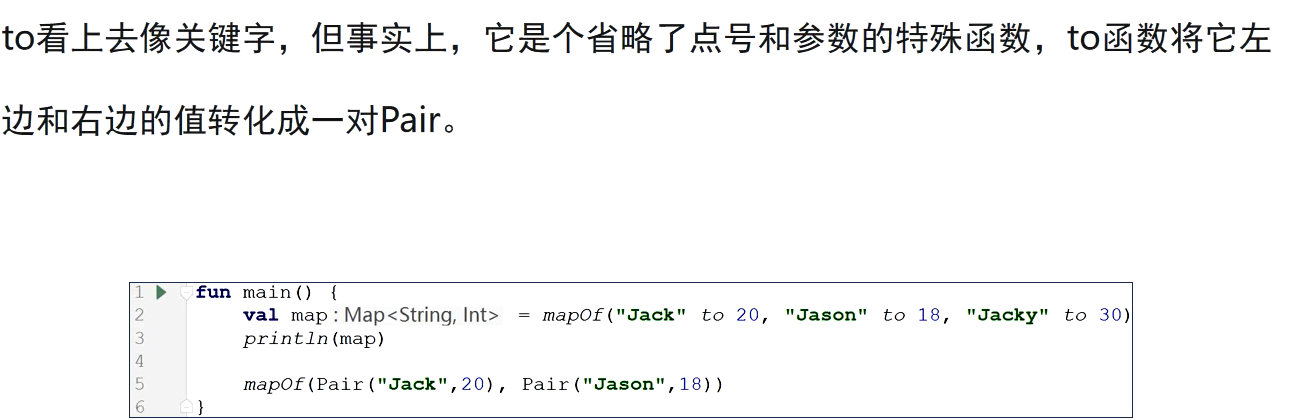 to看上去像关键字，但事实上，它是个省略了点号和参数的特殊函数，to函数将它左
边和右边的值转化成一对Pair。
1 fun main() {
2 val map : Map<String, Int> = mapOf("Jack" to 20, "Jason" to 18, "Jacky" to 30)
3 println(map)
4
5 mapOf(Pair("Jack",20), Pair("Jason",18))
6 }